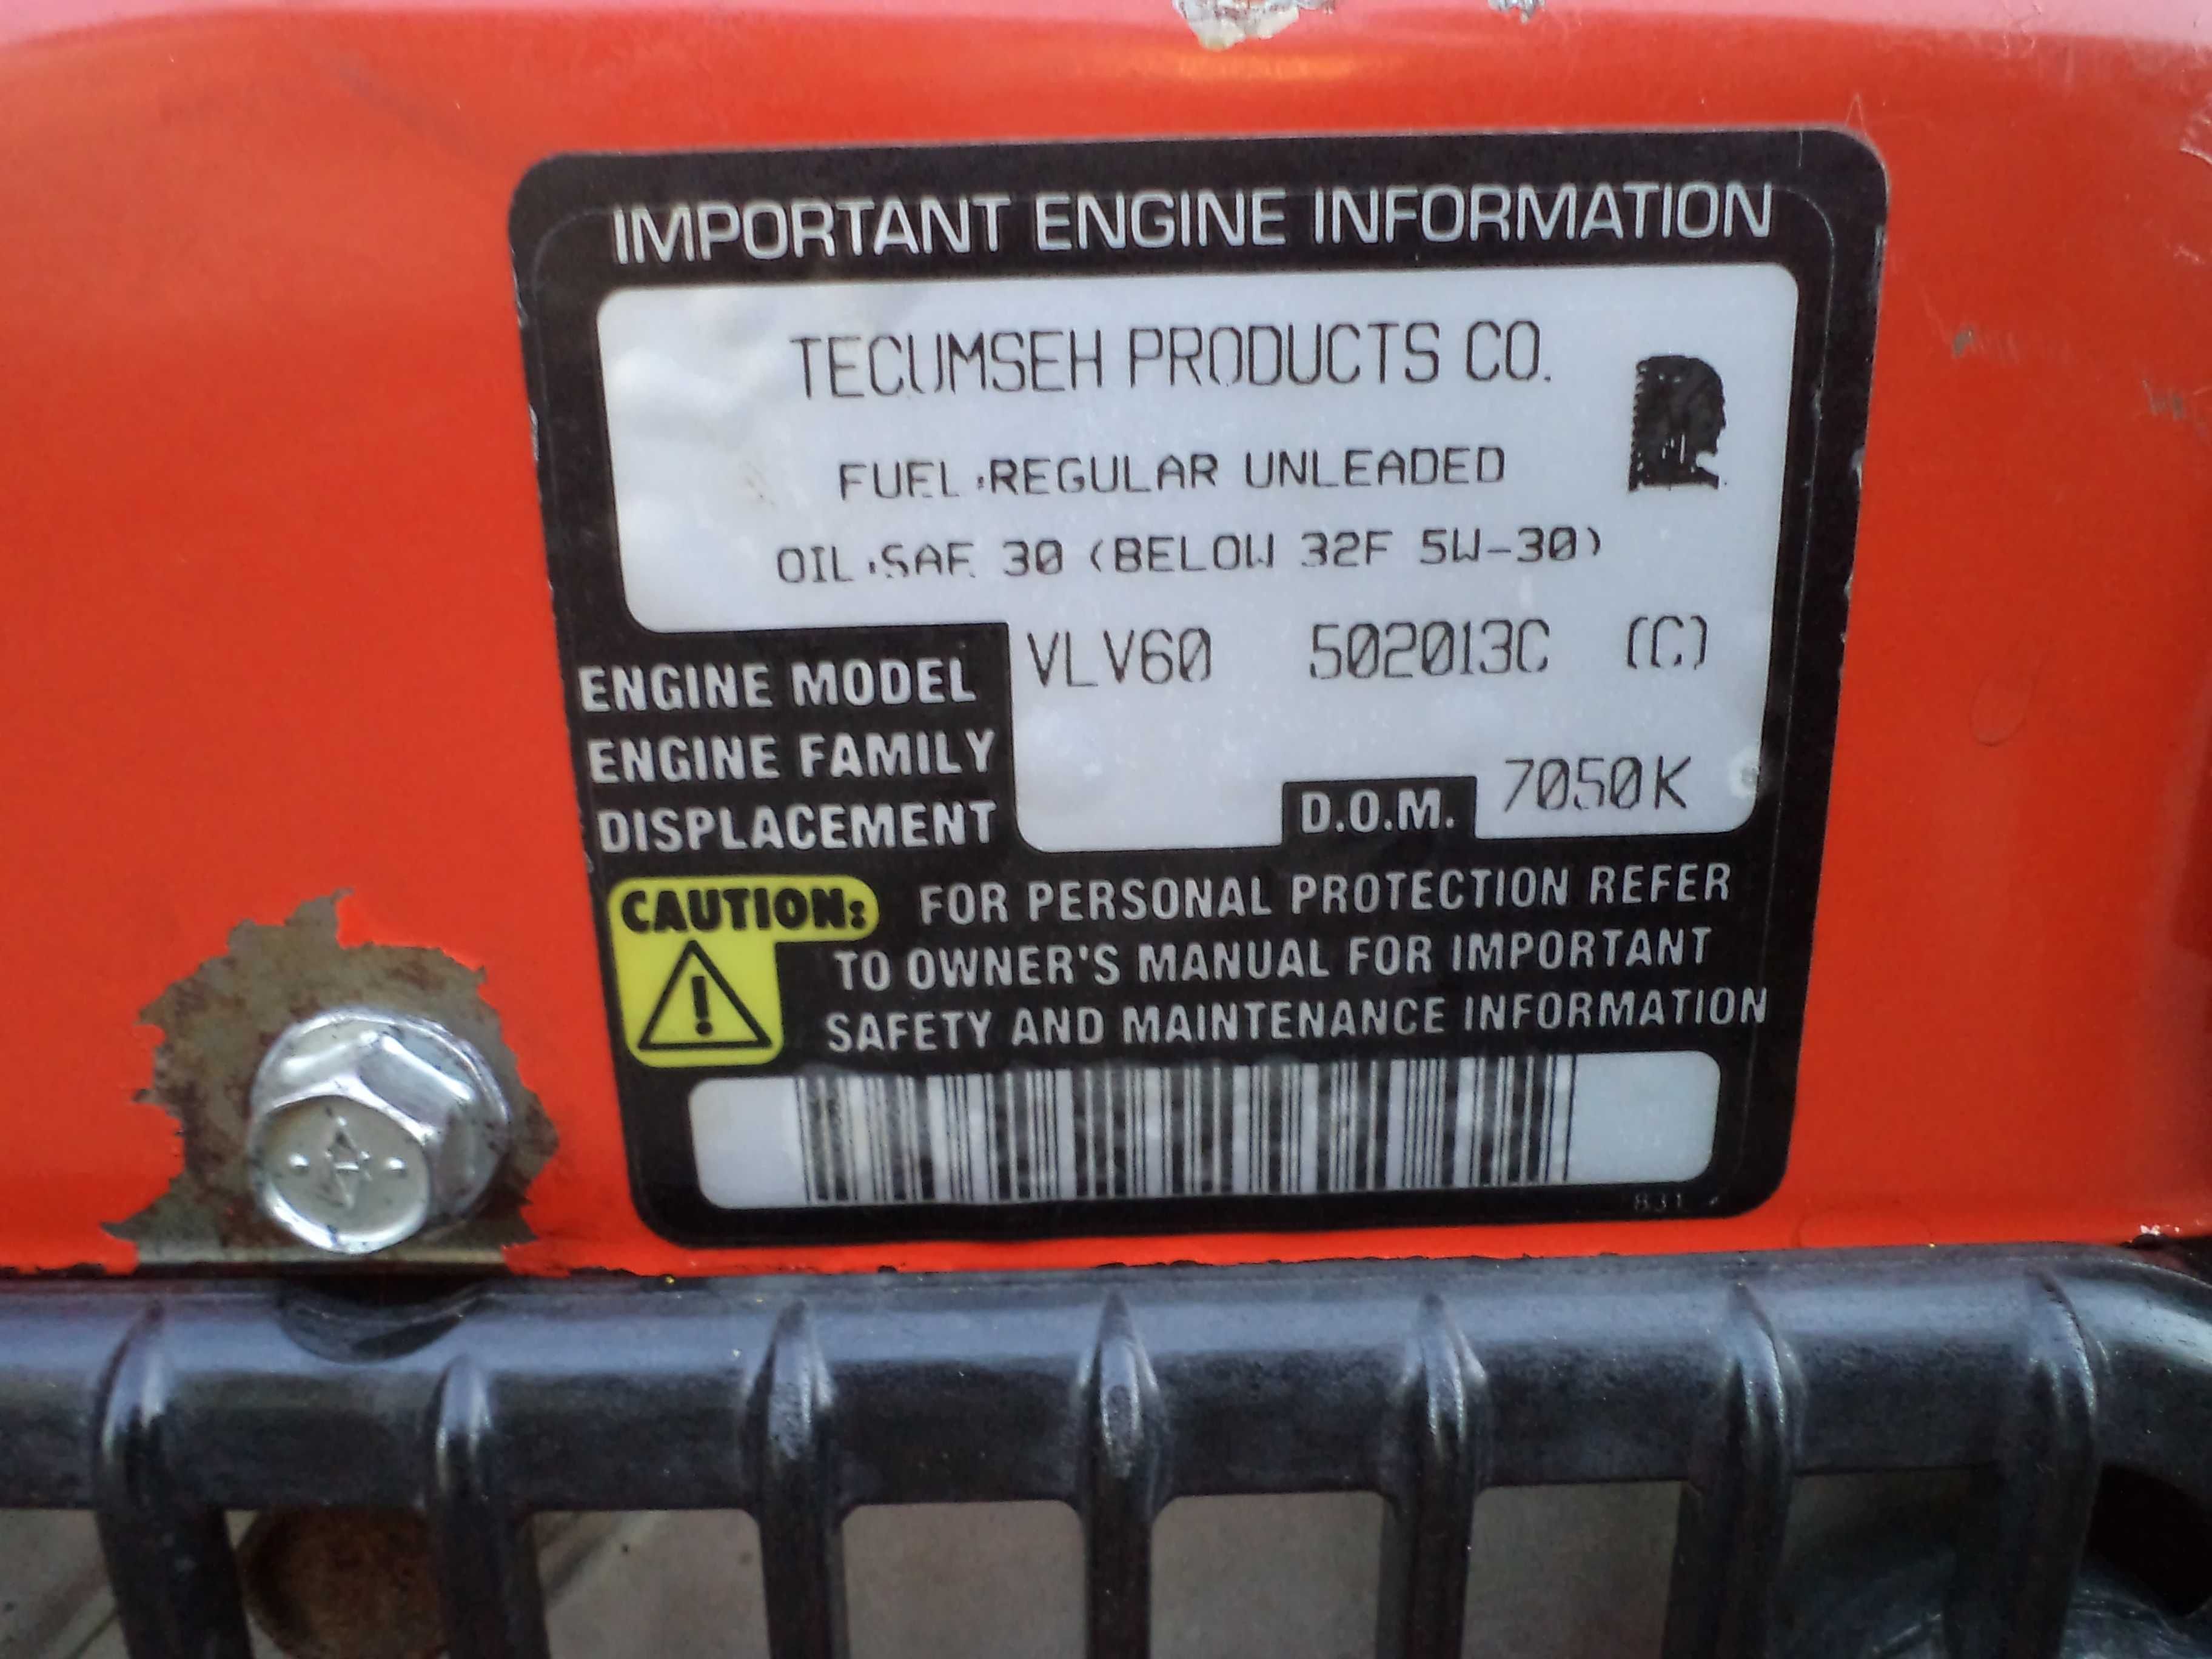 IMPORTANT ENGINE INFORMATION
TECUMSEH PRODUCTS CO.
FUEL:REGULAR UNLEADED
OIL:SAE 30 (BELOW 32F 5W-30)
ENGINE MODEL VLV60 502013C (C)
ENGINE FAMILY
DISPLACEMENT D.O.M. 7050K
CAUTION: FOR PERSONAL PROTECTION REFER
TO OWNER'S MANUAL FOR IMPORTANT
SAFETY AND MAINTENANCE INFORMATION
831